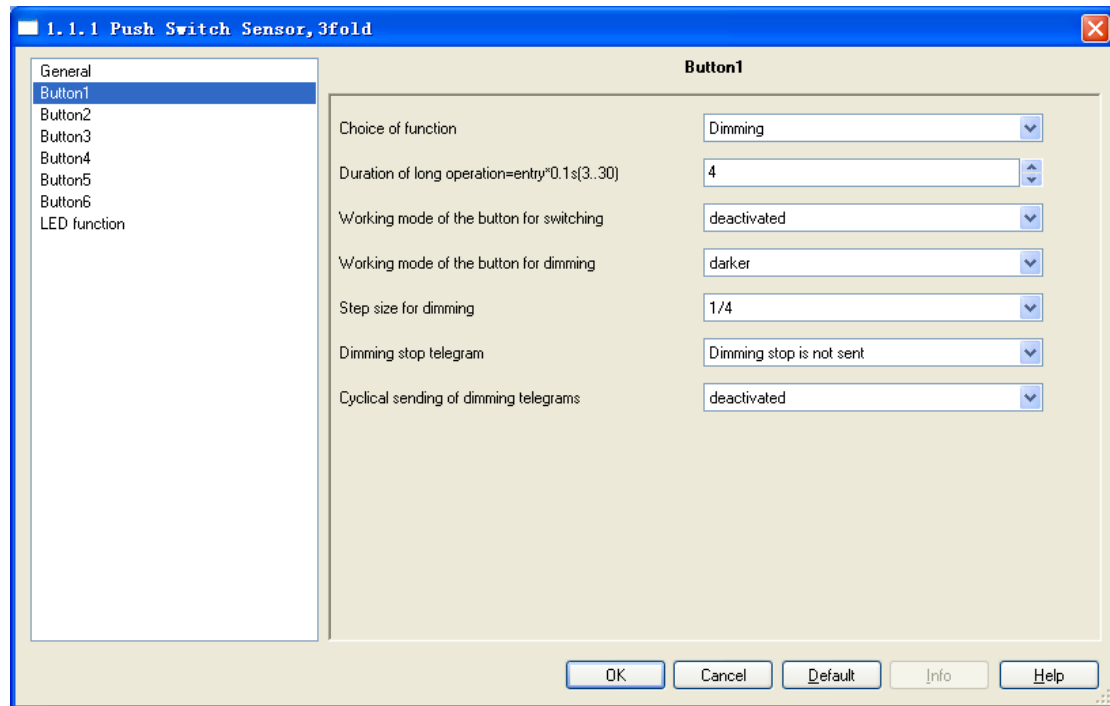 1.1.1 Push Switch Sensor,3fold
General
Button1
Button2
Button3
Button4
Button5
Button6
LED function
Button1
Choice of function Dimming
Duration of long operation=entry*0.1s(3..30) 4
Working mode of the button for switching deactivated
Working mode of the button for dimming darker
Step size for dimming 1/4
Dimming stop telegram Dimming stop is not sent
Cyclical sending of dimming telegrams deactivated
OK Cancel Default Info Help